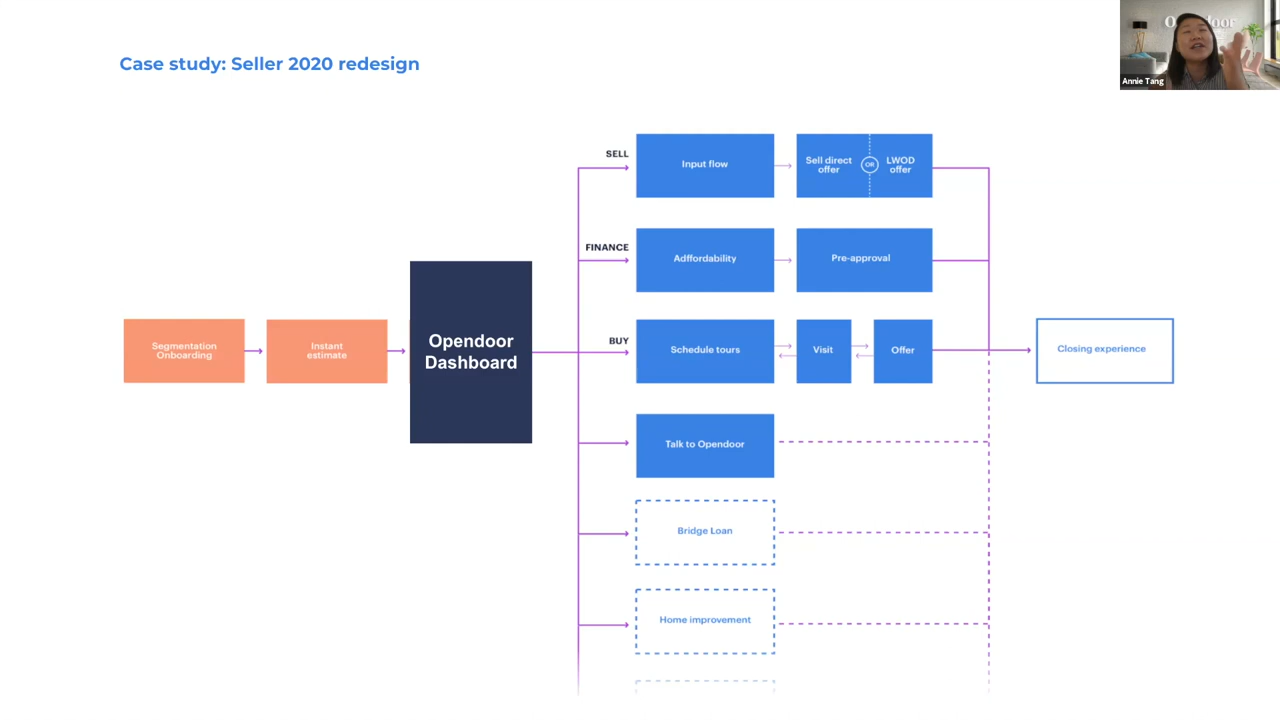 Case study: Seller 2020 redesign
Opendoor
Annie Tang
SELL
Input flow
Sell direct
offer
OR
LWOD
offer
FINANCE
Adffordability
Pre-approval
Segmentation
Onboarding
Instant
estimate
Opendoor
Dashboard
BUY
Schedule tours
Visit
Offer
Closing experience
Talk to Opendoor
Bridge Loan
Home improvement